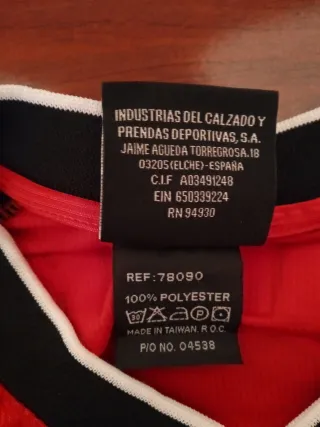 INDUSTRIAS DEL CALZADO Y
PRENDAS DEPORTIVAS, S.A.
JAIME AGUEDA TORREGROSA,18
03205 (ELCHE)-ESPAÑA
C.I.F A03491248
EIN 650339224
RN 94930
REF:78090
100% POLYESTER
30
MADE IN TAIWAN, R.O.C.
P/O NO. 04538